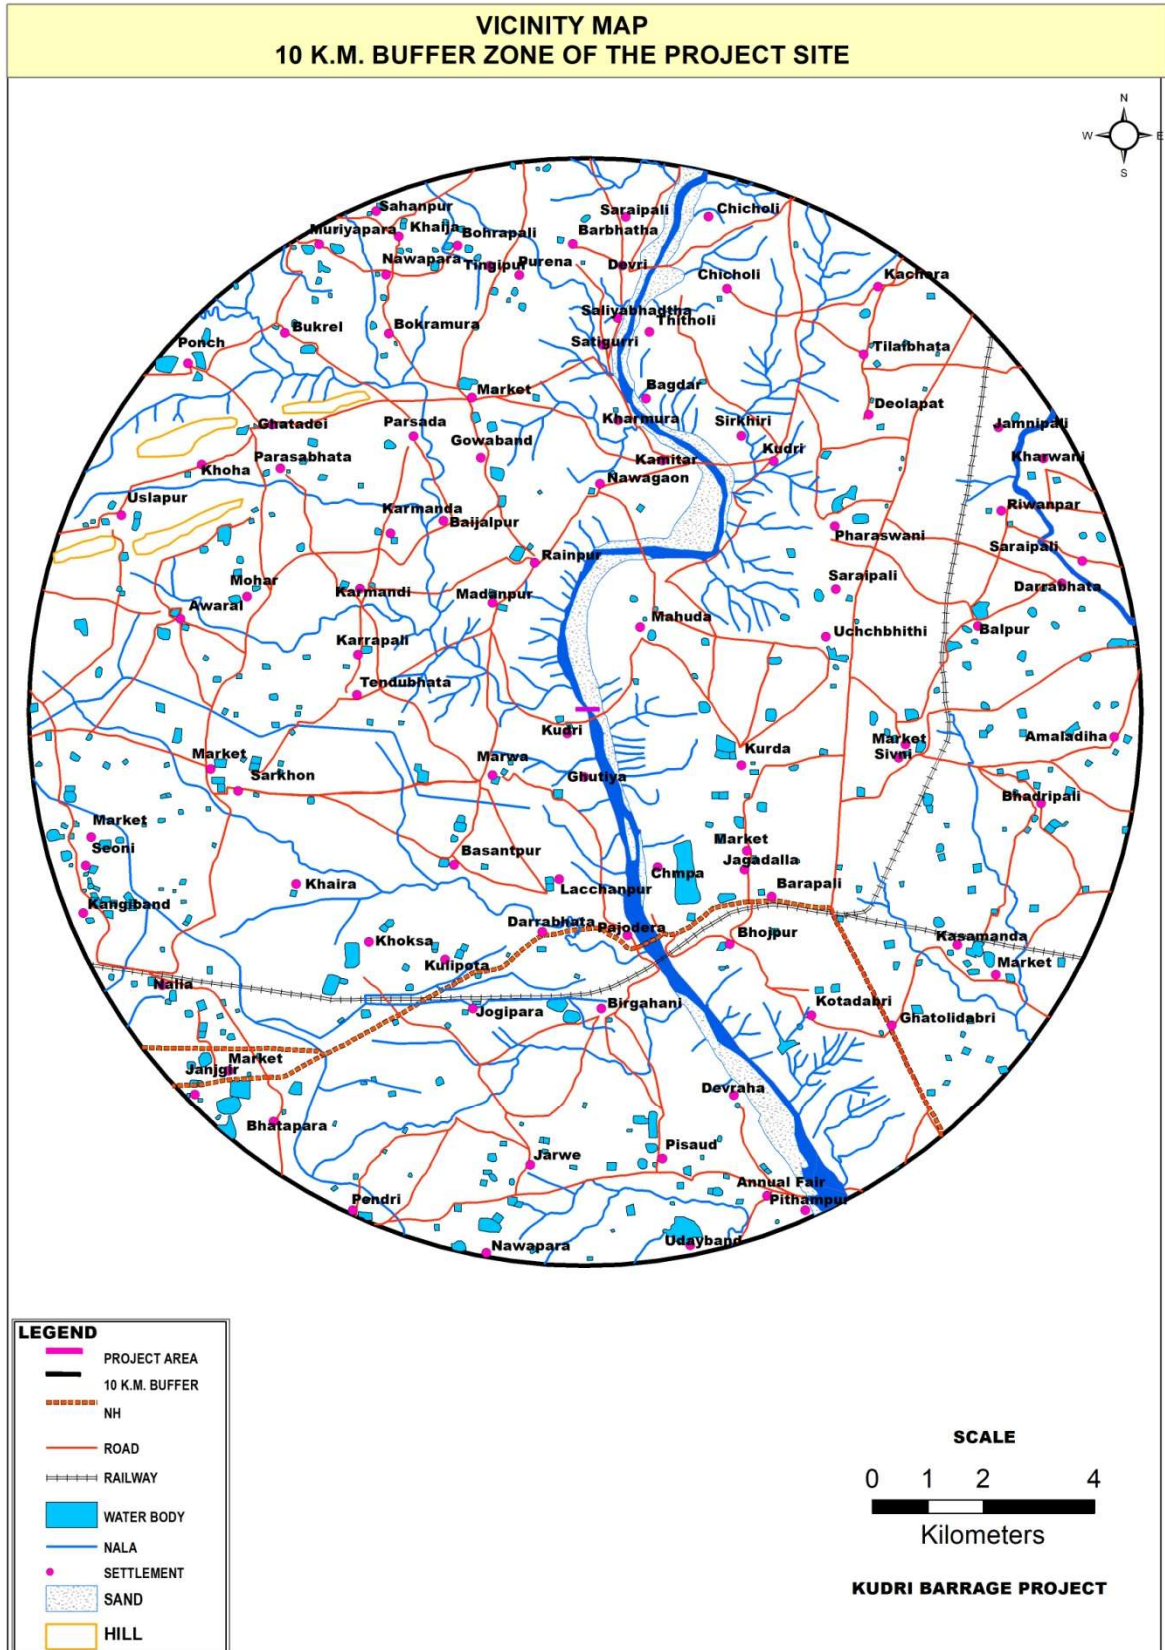 VICINITY MAP
10 K.M. BUFFER ZONE OF THE PROJECT SITE
N
W E
S
Sahanpur
Saraipali
Chicholi
Muriyapara
Khaija
Bohrapali
Barbhatha
Nawapara
Tingipur
Purena
Devri
Chicholi
Kachara
Saliyabhadtha
Thitholi
Bukrel
Bokramura
Satigurri
Ponch
Tilaibhata
Market
Bagdar
Deolapat
Ghatadei
Parsada
Kharmura
Sirkhiri
Jamnipali
Gowaband
Khoha
Parasabhata
Kamitar
Kudri
Kharwani
Nawagaon
Uslapur
Karmanda
Baijalpur
Riwanpar
Pharaswani
Rainpur
Saraipali
Mohar
Karmandi
Madanpur
Saraipali
Darrabhata
Awaral
Mahuda
Uchchbhithi
Balpur
Karrapali
Tendubhata
Kudri
Market
Sivni
Amaladiha
Market
Sarkhon
Marwa
Ghutiya
Kurda
Bhadripali
Market
Seoni
Basantpur
Market
Jagadalla
Khaira
Lacchanpur
Chmpa
Barapali
Kangiband
Darrabhata
Pajodera
Khoksa
Bhojpur
Kasamanda
Kulipota
Market
Nalla
Jogipara
Birgahani
Kotadabri
Ghatolidabri
Market
Janjgir
Devraha
Bhatapara
Jarwe
Pisaud
Annual Fair
Pendri
Pithampur
Nawapara
Udayband
LEGEND
PROJECT AREA
10 K.M. BUFFER
NH
ROAD
RAILWAY
WATER BODY
NALA
SETTLEMENT
SAND
HILL
SCALE
0 1 2 4
Kilometers
KUDRI BARRAGE PROJECT